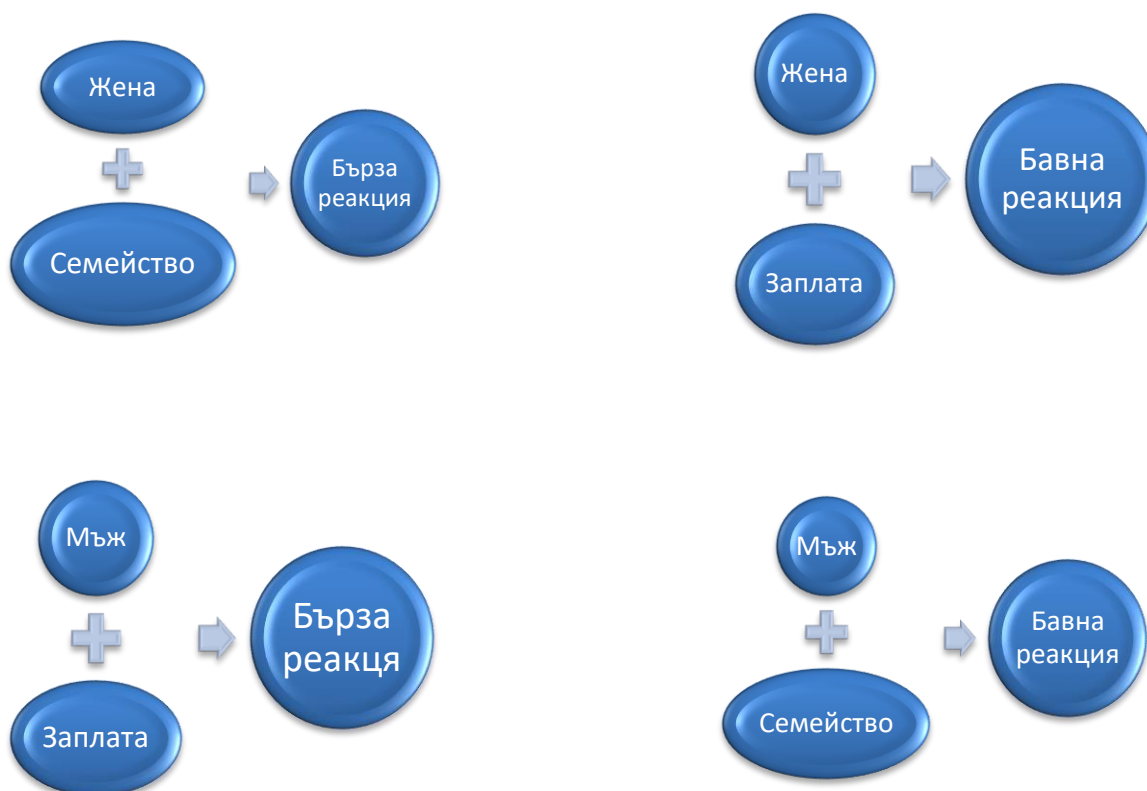 Жена
Семейство
Бърза
реакция
Жена
Заплата
Бавна
реакция
Мъж
Заплата
Бърза
реакця
Мъж
Семейство
Бавна
реакция